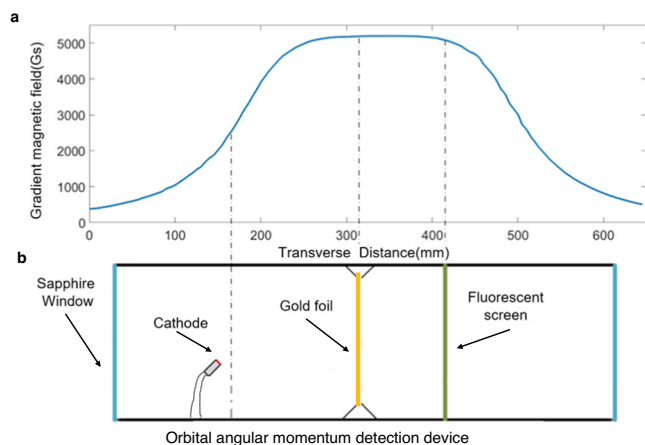 a
Gradient magnetic field(Gs)
5000
4000
3000
2000
1000
0
0 100 200 300 400 500 600
Transverse Distance(mm)
b
Sapphire
Window
Cathode
Gold foil
Fluorescent
screen
Orbital angular momentum detection device